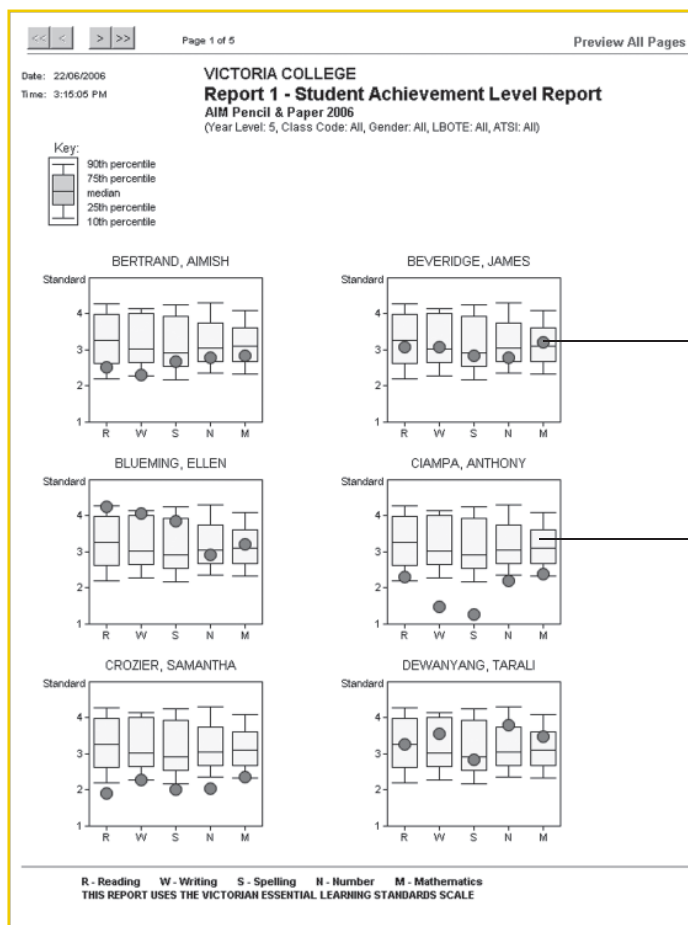 << < > >> Page 1 of 5 Preview All Pages
Date: 22/06/2006
Time: 3:15:05 PM
VICTORIA COLLEGE
Report 1 - Student Achievement Level Report
AIM Pencil & Paper 2006
(Year Level: 5, Class Code: All, Gender: All, LBOTE: All, ATSI: All)
Key:
90th percentile
75th percentile
median
25th percentile
10th percentile
BERTRAND, AIMISH
Standard
4
3
2
1
R W S N M
BEVERIDGE, JAMES
Standard
4
3
2
1
R W S N M
BLUEMING, ELLEN
Standard
4
3
2
1
R W S N M
CIAMPA, ANTHONY
Standard
4
3
2
1
R W S N M
CROZIER, SAMANTHA
Standard
4
3
2
1
R W S N M
DEWANYANG, TARALI
Standard
4
3
2
1
R W S N M
R - Reading W - Writing S - Spelling N - Number M - Mathematics
THIS REPORT USES THE VICTORIAN ESSENTIAL LEARNING STANDARDS SCALE